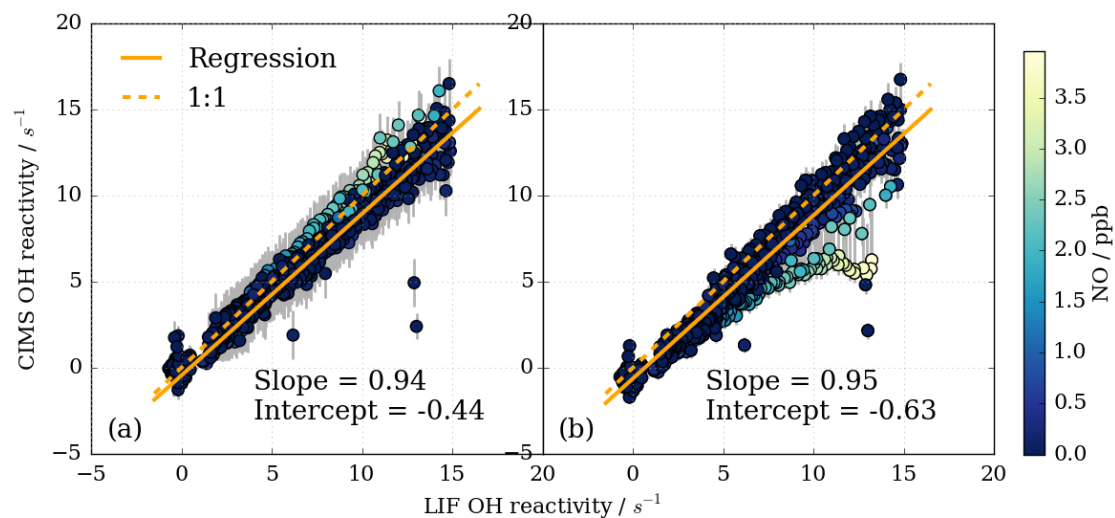 20
15
10
5
0
−5
CIMS OH reactivity / s⁻¹
Regression
1:1
Slope = 0.94
Intercept = -0.44
(a)
−5 0 5 10 15 20
Slope = 0.95
Intercept = -0.63
(b)
20
15
10
5
0
−5
0 5 10 15 20
LIF OH reactivity / s⁻¹
3.5
3.0
2.5
2.0
1.5
1.0
0.5
0.0
NO / ppb